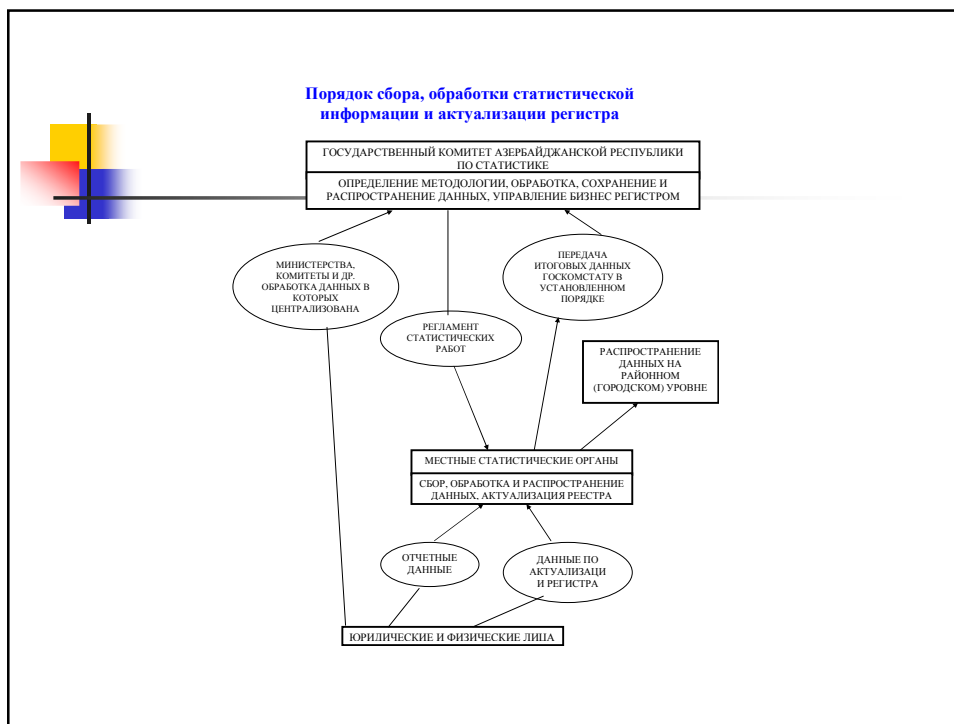 Порядок сбора, обработки статистической
информации и актуализации регистра
ГОСУДАРСТВЕННЫЙ КОМИТЕТ АЗЕРБАЙДЖАНСКОЙ РЕСПУБЛИКИ
ПО СТАТИСТИКЕ
ОПРЕДЕЛЕНИЕ МЕТОДОЛОГИИ, ОБРАБОТКА, СОХРАНЕНИЕ И
РАСПРОСТРАНЕНИЕ ДАННЫХ, УПРАВЛЕНИЕ БИЗНЕС РЕГИСТРОМ
МИНИСТЕРСТВА,
КОМИТЕТЫ И ДР.
ОБРАБОТКА ДАННЫХ В
КОТОРЫХ
ЦЕНТРАЛИЗОВАНА
ПЕРЕДАЧА
ИТОГОВЫХ ДАННЫХ
ГОСКОМСТАТУ В
УСТАНОВЛЕННОМ
ПОРЯДКЕ
РЕГЛАМЕНТ
СТАТИСТИЧЕСКИХ
РАБОТ
РАСПРОСТРАНЕНИЕ
ДАННЫХ НА
РАЙОННОМ
(ГОРОДСКОМ) УРОВНЕ
МЕСТНЫЕ СТАТИСТИЧЕСКИЕ ОРГАНЫ
СБОР, ОБРАБОТКА И РАСПРОСТРАНЕНИЕ
ДАННЫХ, АКТУАЛИЗАЦИЯ РЕЕСТРА
ОТЧЕТНЫЕ
ДАННЫЕ
ДАННЫЕ ПО
АКТУАЛИЗАЦИ
И РЕГИСТРА
ЮРИДИЧЕСКИЕ И ФИЗИЧЕСКИЕ ЛИЦА